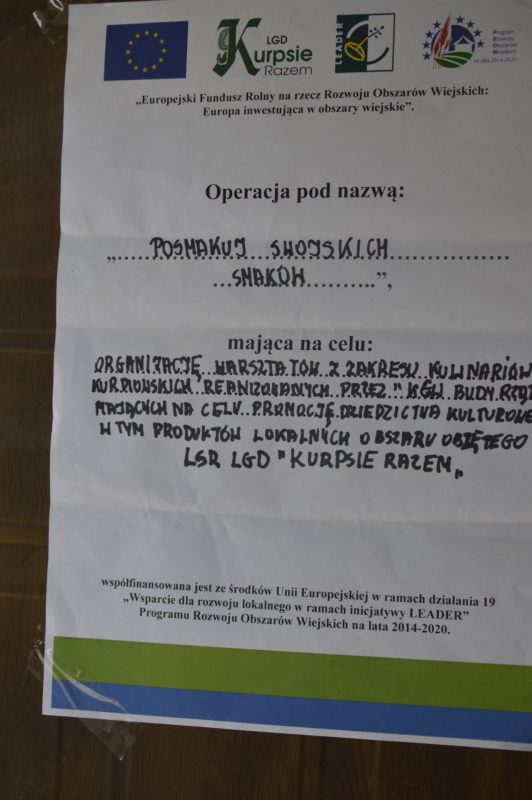 LGD
Kurpsie
Razem
LEADER
Program
Rozwoju
Obszarów
Wiejskich
na lata 2014-2020
„Europejski Fundusz Rolny na rzecz Rozwoju Obszarów Wiejskich:
Europa inwestująca w obszary wiejskie”.
Operacja pod nazwą:
„.....POSMAKUJ...SWOJSKICH..................
...SMAKÓW..........”,
mająca na celu:
ORGANIZACJĘ WARSZTATÓW Z ZAKRESU KULINARIÓW
KURPIOWSKICH REANIZOWANYCH PRZEZ " KGW BUDY RZĄ
MAJĄCYCH NA CELU PROMOCJĘ DZIEDZICTWA KULTUROWE
W TYM PRODUKTÓW LOKALNYCH OBSZARU OBJĘTEGO
LSR LGD " KURPSIE RAZEM „
współfinansowana jest ze środków Unii Europejskiej w ramach działania 19
„Wsparcie dla rozwoju lokalnego w ramach inicjatywy LEADER”
Programu Rozwoju Obszarów Wiejskich na lata 2014-2020.